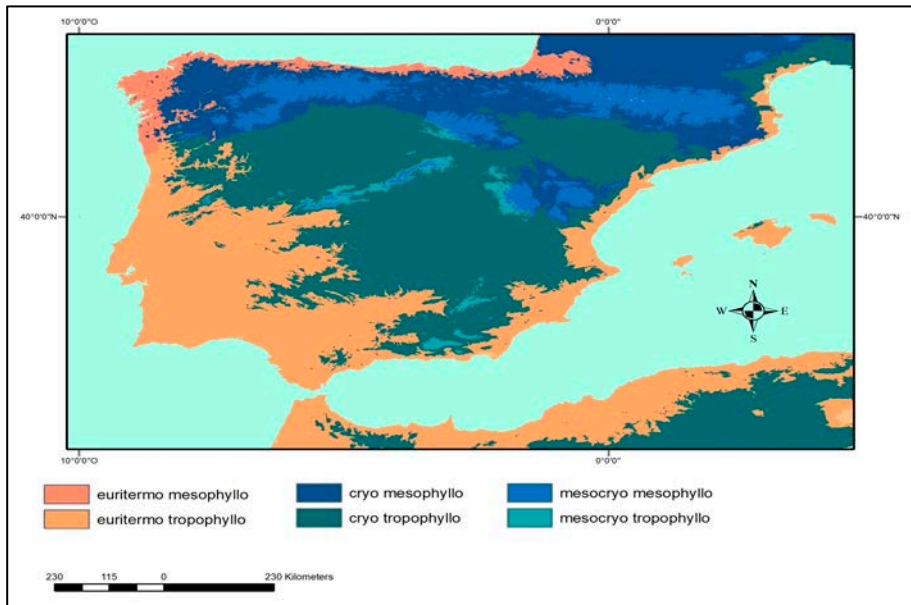 10°0'0"O 0°0'0"
40°0'0"N 40°0'0"N
N
W E
S
10°0'0"O 0°0'0"
euritermo mesophyllo cryo mesophyllo mesocryo mesophyllo
euritermo tropophyllo cryo tropophyllo mesocryo tropophyllo
230 115 0 230 Kilometers